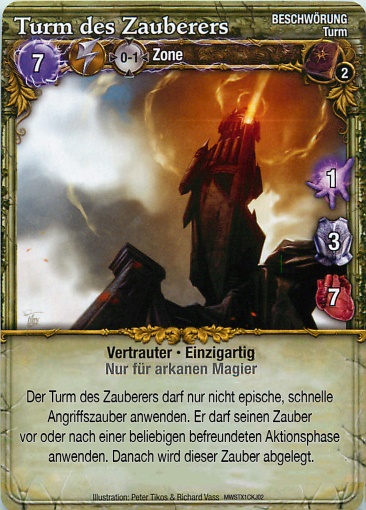 Turm des Zauberers
BESCHWÖRUNG
Turm
7
0-1
Zone
2
1
3
7
Vertrauter • Einzigartig
Nur für arkanen Magier
Der Turm des Zauberers darf nur nicht epische, schnelle
Angriffszauber anwenden. Er darf seinen Zauber
vor oder nach einer beliebigen befreundeten Aktionsphase
anwenden. Danach wird dieser Zauber abgelegt.
Illustration: Peter Tikos & Richard Vass MWSTX1CKJ02